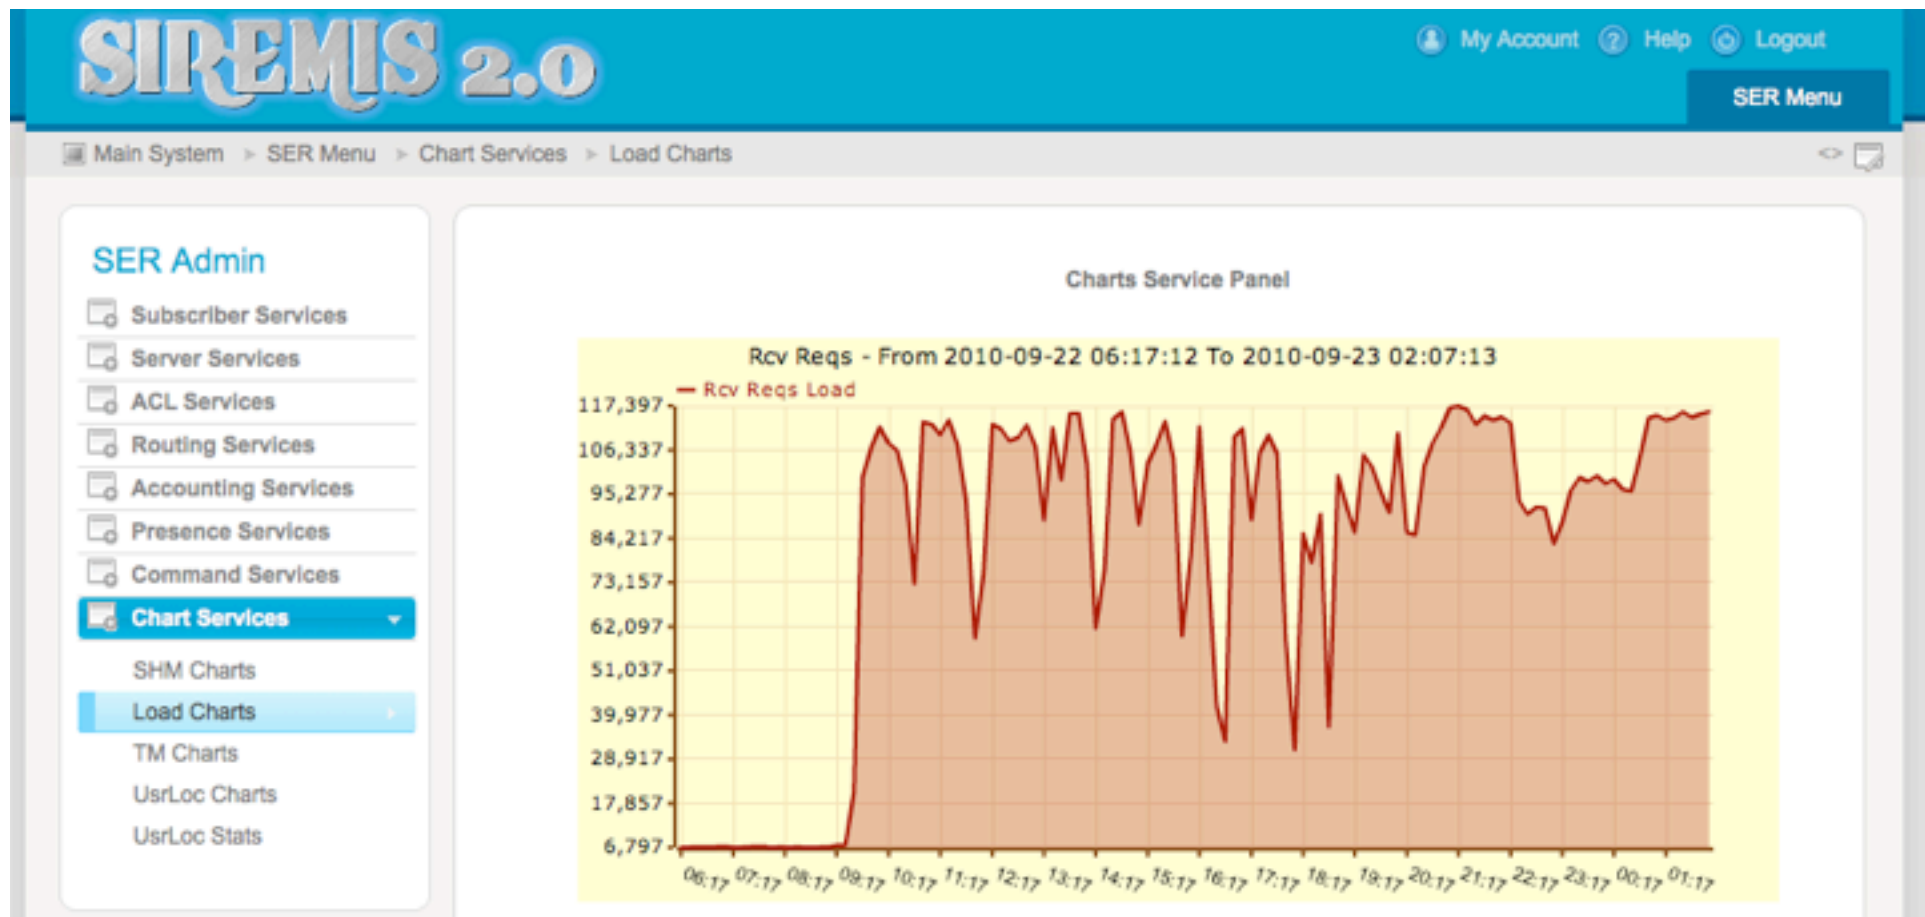 SIREMIS 2.0
My Account Help Logout
SER Menu
Main System SER Menu Chart Services Load Charts
<>
SER Admin
Subscriber Services
Server Services
ACL Services
Routing Services
Accounting Services
Presence Services
Command Services
Chart Services
SHM Charts
Load Charts
TM Charts
UsrLoc Charts
UsrLoc Stats
Charts Service Panel
Rcv Reqs - From 2010-09-22 06:17:12 To 2010-09-23 02:07:13
Rcv Reqs Load
117,397
106,337
95,277
84,217
73,157
62,097
51,037
39,977
28,917
17,857
6,797
06:17 07:17 08:17 09:17 10:17 11:17 12:17 13:17 14:17 15:17 16:17 17:17 18:17 19:17 20:17 21:17 22:17 23:17 00:17 01:17